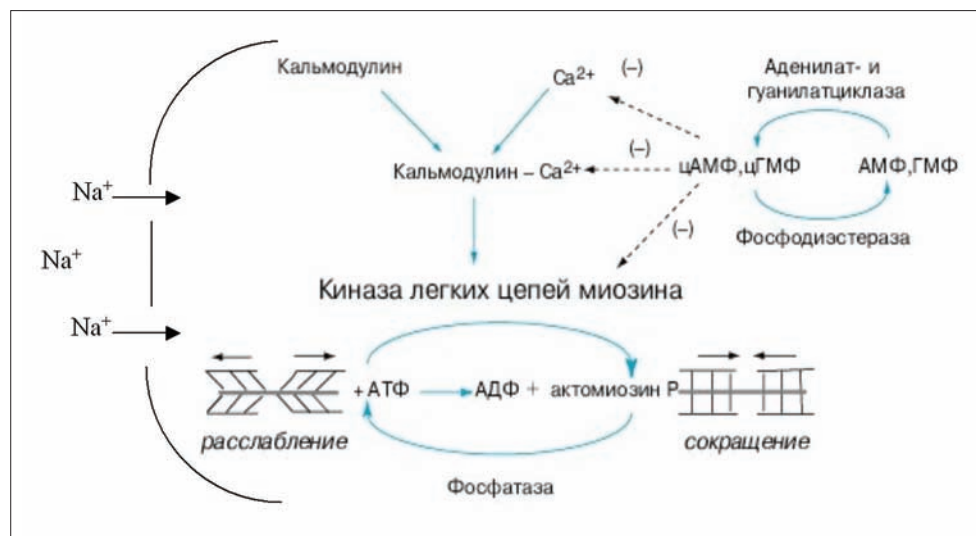 Кальмодулин
Ca2+
(–)
Аденилат- и
гуанилатциклаза
Na+
Кальмодулин – Ca2+
(–)
цАМФ,цГМФ
АМФ,ГМФ
(–)
Фосфодиэстераза
Na+
Киназа легких цепей миозина
Na+
+ АТФ
АДФ + актомиозин Р
расслабление
сокращение
Фосфатаза